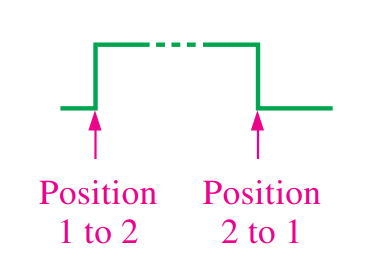 Position
1 to 2
Position
2 to 1